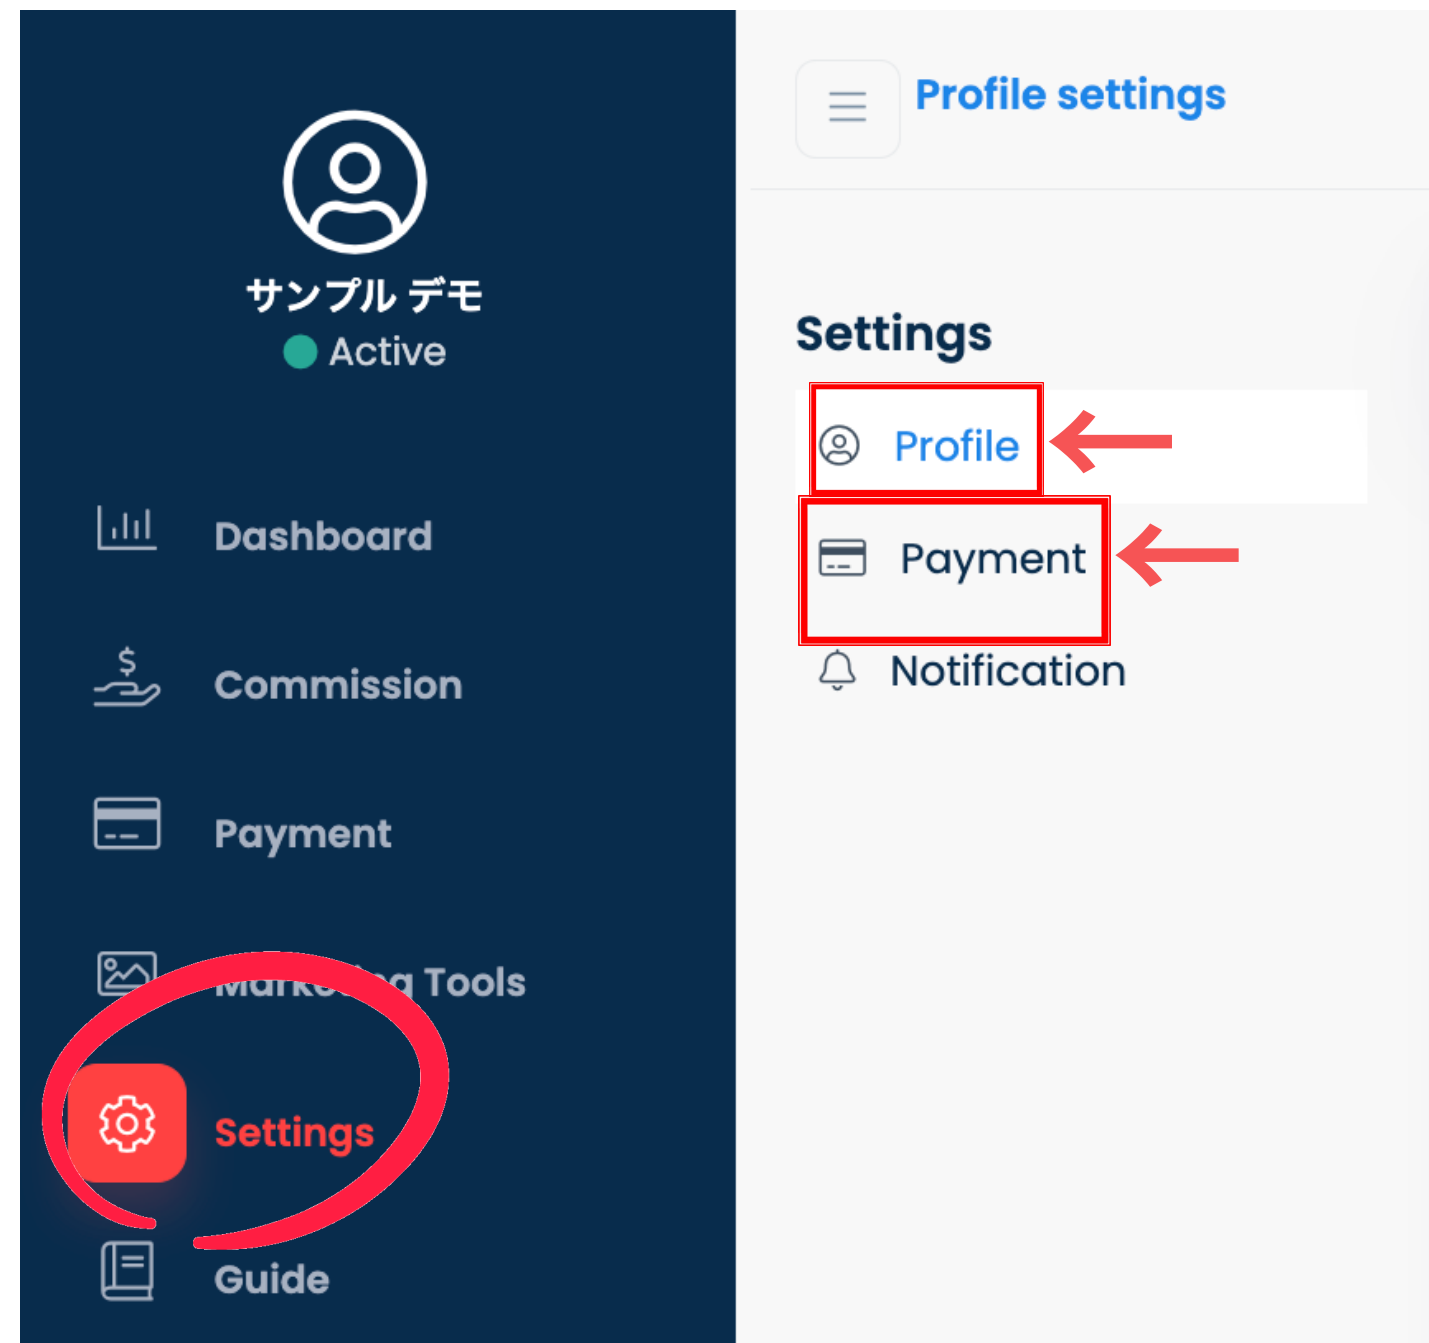 サンプル デモ
Active
Dashboard
Commission
Payment
Marketing Tools
Settings
Guide
Profile settings
Settings
Profile
Payment
Notification